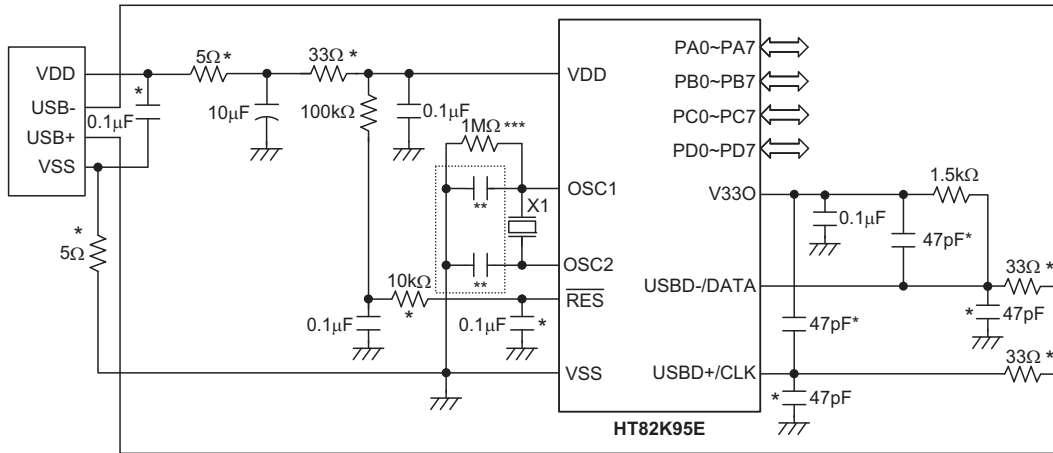 VDD
USB-
USB+
VSS
*
0.1µF
5Ω*
10µF
33Ω *
100kΩ
0.1µF
1MΩ ***
**
X1
**
*
5Ω
10kΩ
*
0.1µF
0.1µF
*
VDD
OSC1
OSC2
RES
VSS
PA0~PA7
PB0~PB7
PC0~PC7
PD0~PD7
V33O
USBD-/DATA
USBD+/CLK
HT82K95E
0.1µF
1.5kΩ
47pF*
33Ω *
* 47pF
47pF*
33Ω *
* 47pF